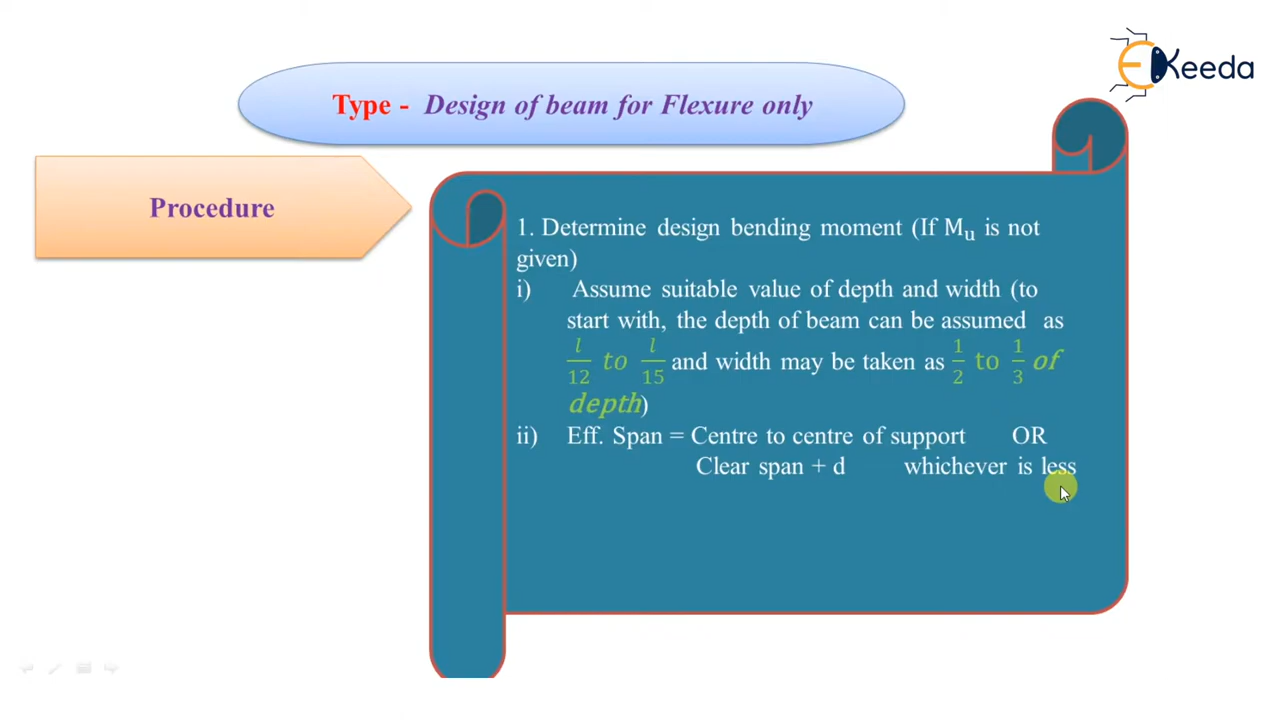 EKeeda
Type - Design of beam for Flexure only
Procedure
1. Determine design bending moment (If Mᵤ is not
given)
i) Assume suitable value of depth and width (to
start with, the depth of beam can be assumed as
l/12 to l/15 and width may be taken as 1/2 to 1/3 of
depth)
ii) Eff. Span = Centre to centre of support OR
Clear span + d whichever is less